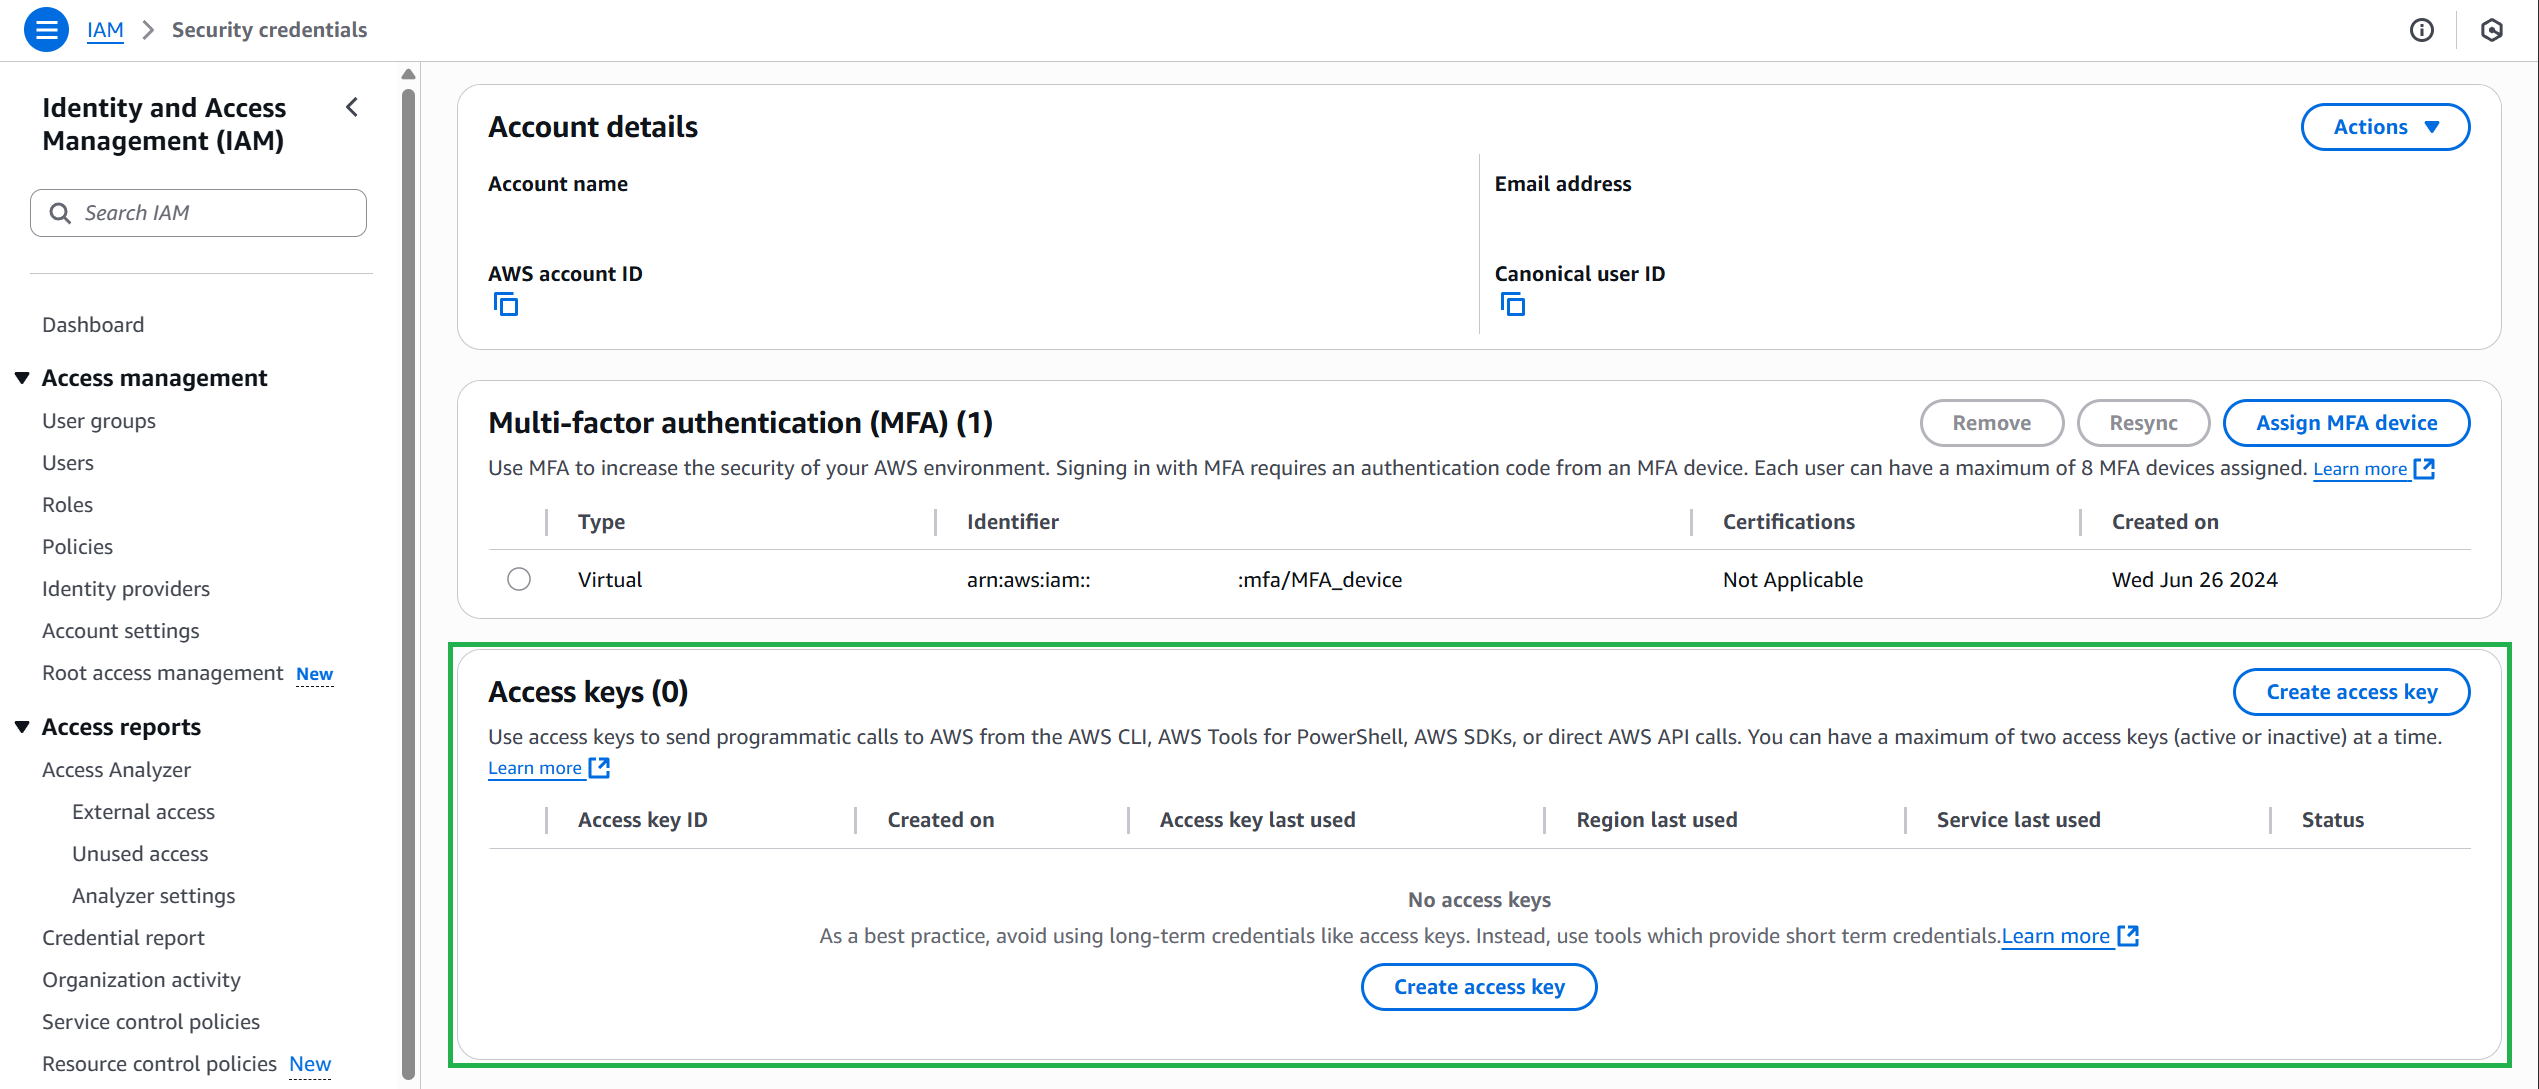 IAM > Security credentials
Identity and Access
Management (IAM)
Search IAM
Dashboard
Access management
User groups
Users
Roles
Policies
Identity providers
Account settings
Root access management New
Access reports
Access Analyzer
External access
Unused access
Analyzer settings
Credential report
Organization activity
Service control policies
Resource control policies New
Account details
Actions
Account name
Email address
AWS account ID
Canonical user ID
Multi-factor authentication (MFA) (1)
Remove
Resync
Assign MFA device
Use MFA to increase the security of your AWS environment. Signing in with MFA requires an authentication code from an MFA device. Each user can have a maximum of 8 MFA devices assigned. Learn more
Type Identifier Certifications Created on
Virtual arn:aws:iam:: :mfa/MFA_device Not Applicable Wed Jun 26 2024
Access keys (0)
Create access key
Use access keys to send programmatic calls to AWS from the AWS CLI, AWS Tools for PowerShell, AWS SDKs, or direct AWS API calls. You can have a maximum of two access keys (active or inactive) at a time.
Learn more
Access key ID Created on Access key last used Region last used Service last used Status
No access keys
As a best practice, avoid using long-term credentials like access keys. Instead, use tools which provide short term credentials.Learn more
Create access key